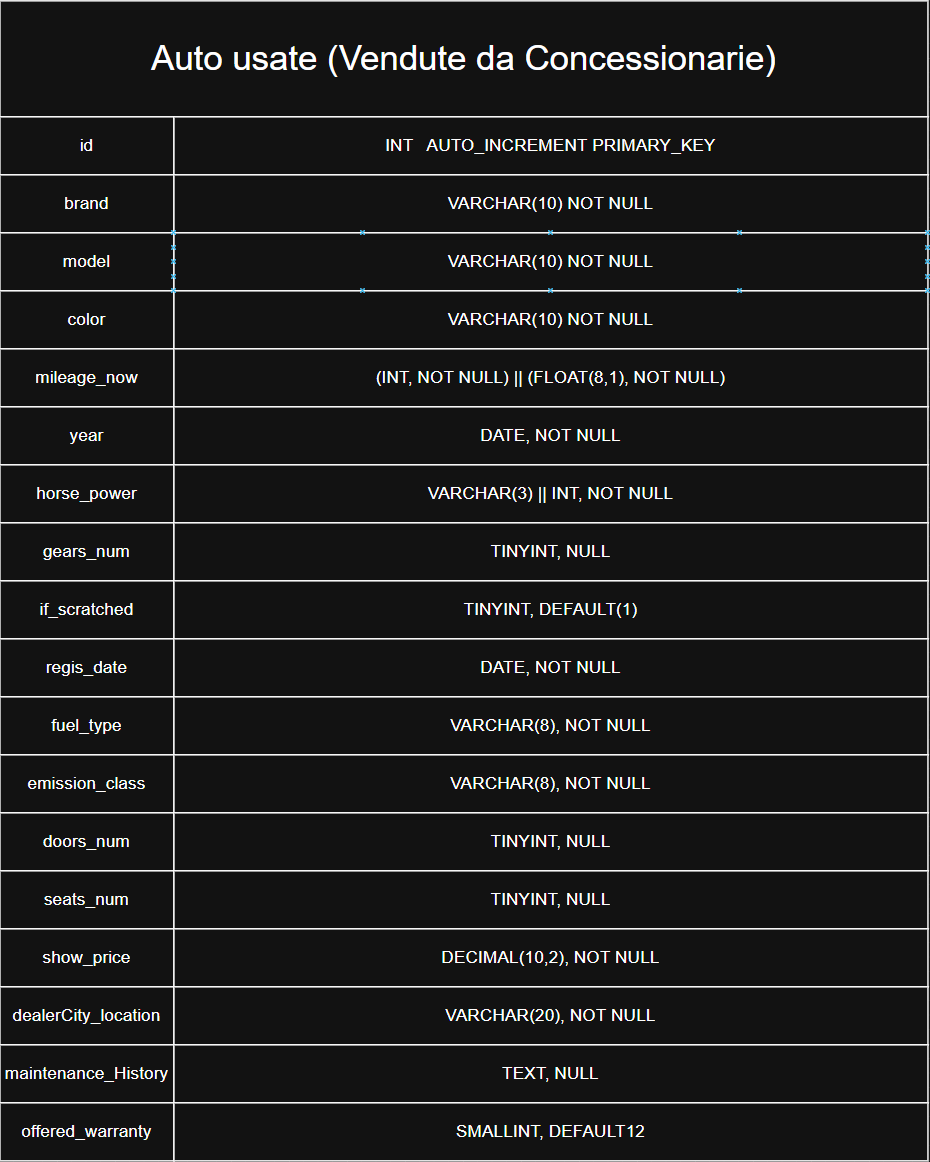 Auto usate (Vendute da Concessionarie)
id INT AUTO_INCREMENT PRIMARY_KEY
brand VARCHAR(10) NOT NULL
model VARCHAR(10) NOT NULL
color VARCHAR(10) NOT NULL
mileage_now (INT, NOT NULL) || (FLOAT(8,1), NOT NULL)
year DATE, NOT NULL
horse_power VARCHAR(3) || INT, NOT NULL
gears_num TINYINT, NULL
if_scratched TINYINT, DEFAULT(1)
regis_date DATE, NOT NULL
fuel_type VARCHAR(8), NOT NULL
emission_class VARCHAR(8), NOT NULL
doors_num TINYINT, NULL
seats_num TINYINT, NULL
show_price DECIMAL(10,2), NOT NULL
dealerCity_location VARCHAR(20), NOT NULL
maintenance_History TEXT, NULL
offered_warranty SMALLINT, DEFAULT12